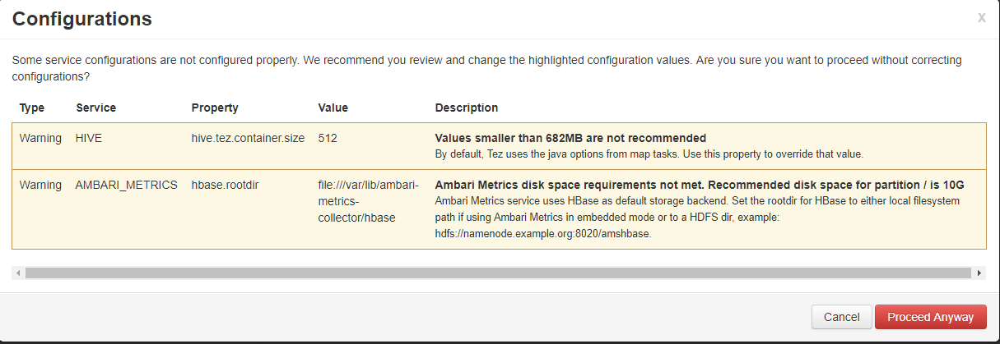 Configurations
x
Some service configurations are not configured properly. We recommend you review and change the highlighted configuration values. Are you sure you want to proceed without correcting
configurations?
Type Service Property Value Description
Warning HIVE hive.tez.container.size 512 Values smaller than 682MB are not recommended
By default, Tez uses the java options from map tasks. Use this property to override that value.
Warning AMBARI_METRICS hbase.rootdir file:///var/lib/ambari- Ambari Metrics disk space requirements not met. Recommended disk space for partition / is 10G
metrics- Ambari Metrics service uses HBase as default storage backend. Set the rootdir for HBase to either local filesystem
collector/hbase path if using Ambari Metrics in embedded mode or to a HDFS dir, example:
hdfs://namenode.example.org:8020/amshbase.
Cancel Proceed Anyway